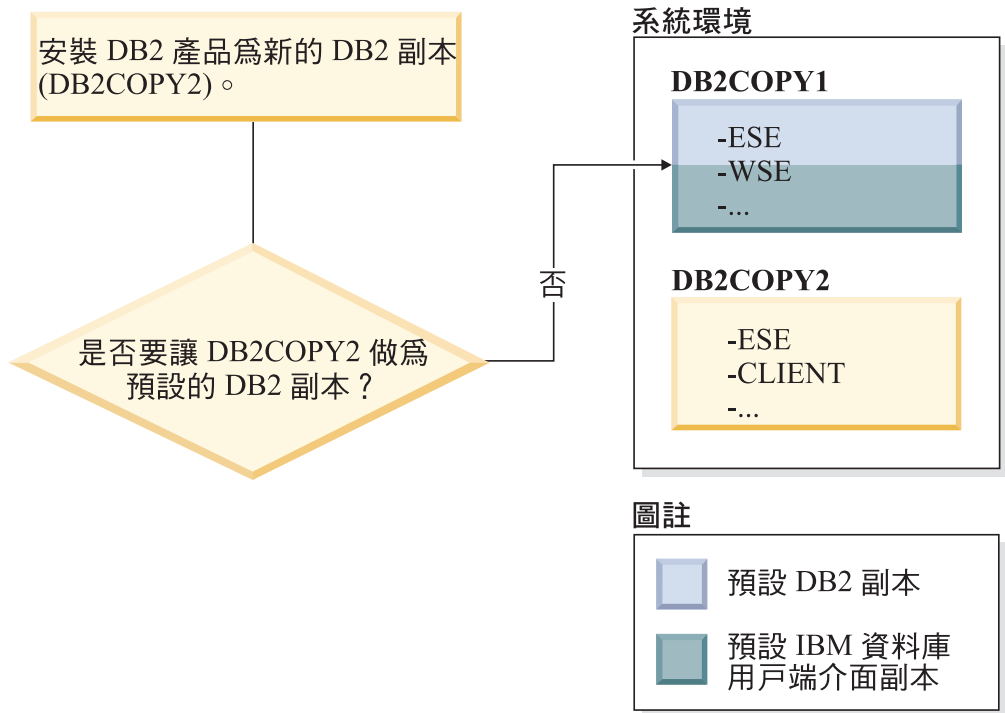 安裝 DB2 產品爲新的 DB2 副本
(DB2COPY2)。
是否要讓 DB2COPY2 做爲
預設的 DB2 副本？
否
系統環境
DB2COPY1
-ESE
-WSE
-...
DB2COPY2
-ESE
-CLIENT
-...
圖註
預設 DB2 副本
預設 IBM 資料庫
用戶端介面副本